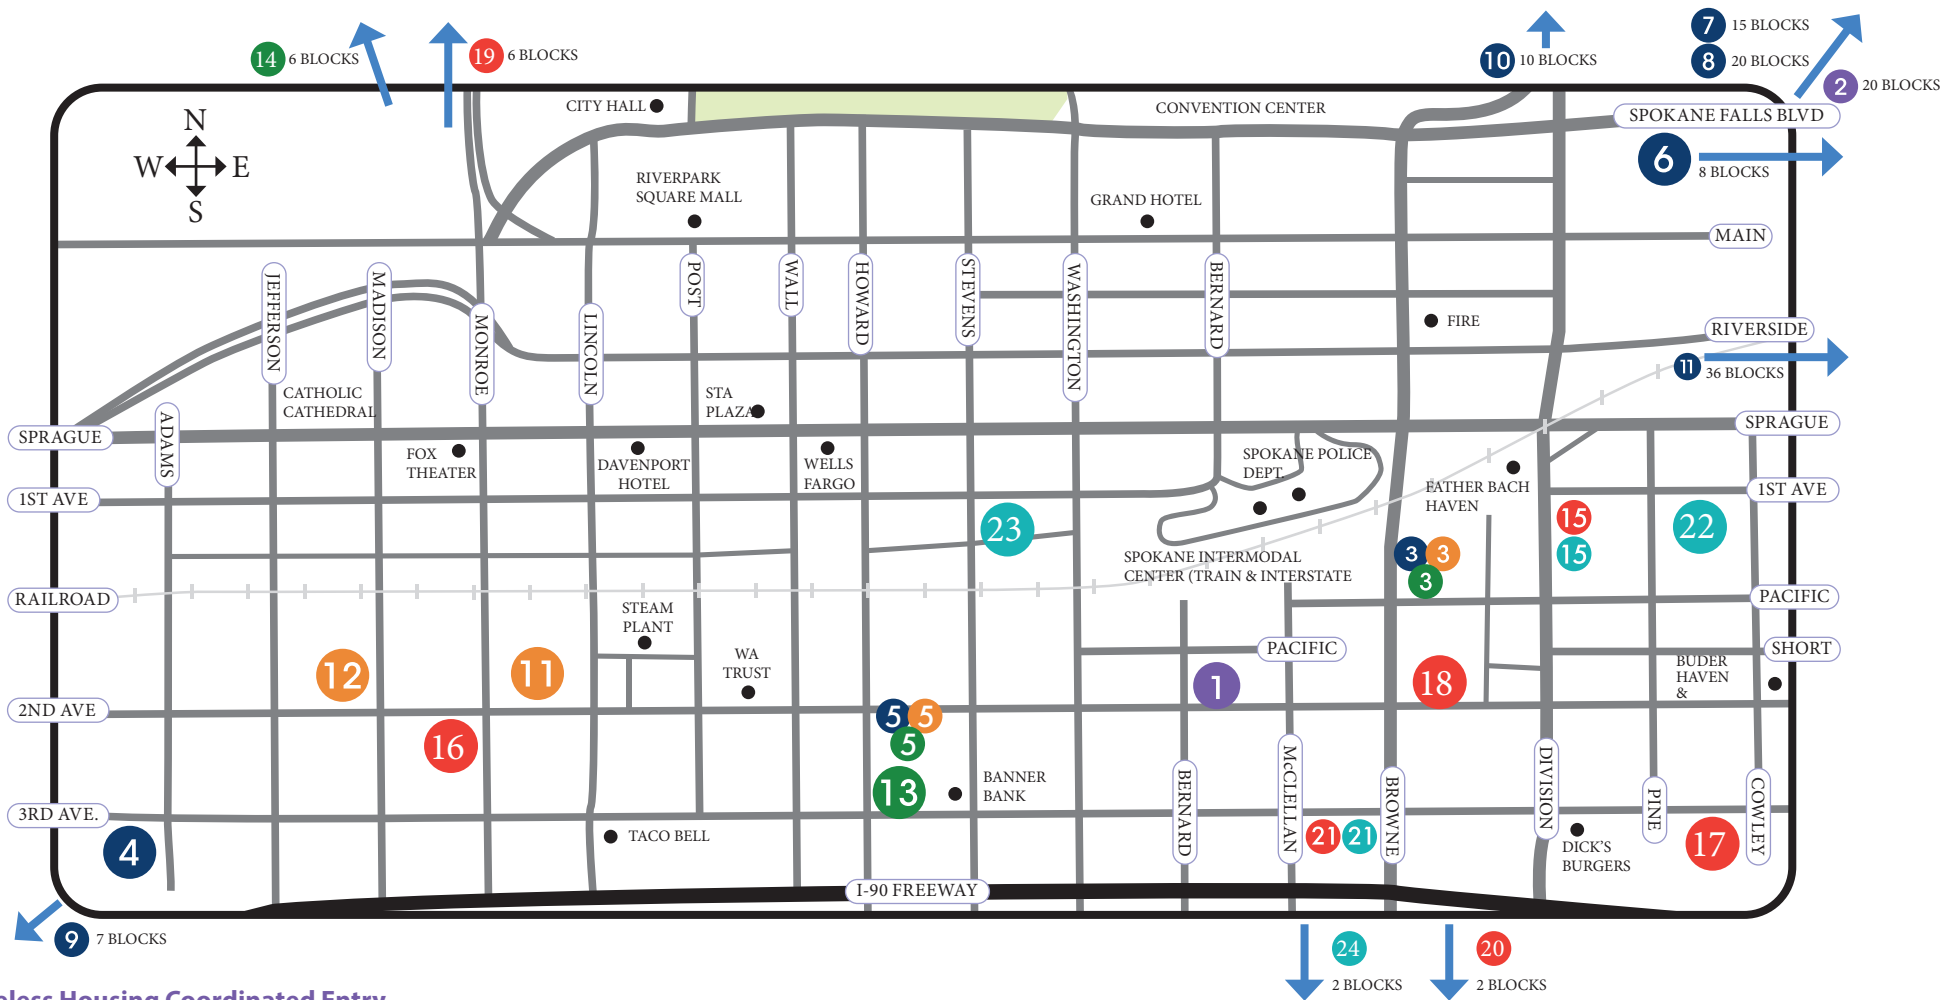 7 15 BLOCKS
14 6 BLOCKS
19 6 BLOCKS
10 10 BLOCKS
8 20 BLOCKS
2 20 BLOCKS
CITY HALL
CONVENTION CENTER
SPOKANE FALLS BLVD
N
W E
S
6
8 BLOCKS
RIVERPARK
SQUARE MALL
GRAND HOTEL
MAIN
JEFFERSON
MADISON
MONROE
LINCOLN
POST
WALL
HOWARD
STEVENS
WASHINGTON
BERNARD
FIRE
RIVERSIDE
11
36 BLOCKS
CATHOLIC
CATHEDRAL
STA
PLAZA
ADAMS
SPRAGUE
SPRAGUE
FOX
THEATER
DAVENPORT
HOTEL
WELLS
FARGO
SPOKANE POLICE
DEPT.
FATHER BACH
HAVEN
1ST AVE
1ST AVE
23
15
15
22
SPOKANE INTERMODAL
CENTER (TRAIN & INTERSTATE
3 3
3
RAILROAD
PACIFIC
STEAM
PLANT
WA
TRUST
PACIFIC
SHORT
BUDER
HAVEN
&
12
11
1
18
2ND AVE
5 5
5
16
13
BANNER
BANK
BERNARD
McCLELLAN
BROWNE
DIVISION
PINE
COWLEY
3RD AVE.
4
TACO BELL
21 21
DICK'S
BURGERS
17
I-90 FREEWAY
9 7 BLOCKS
24
2 BLOCKS
20
2 BLOCKS
Housing Coordinated Entry